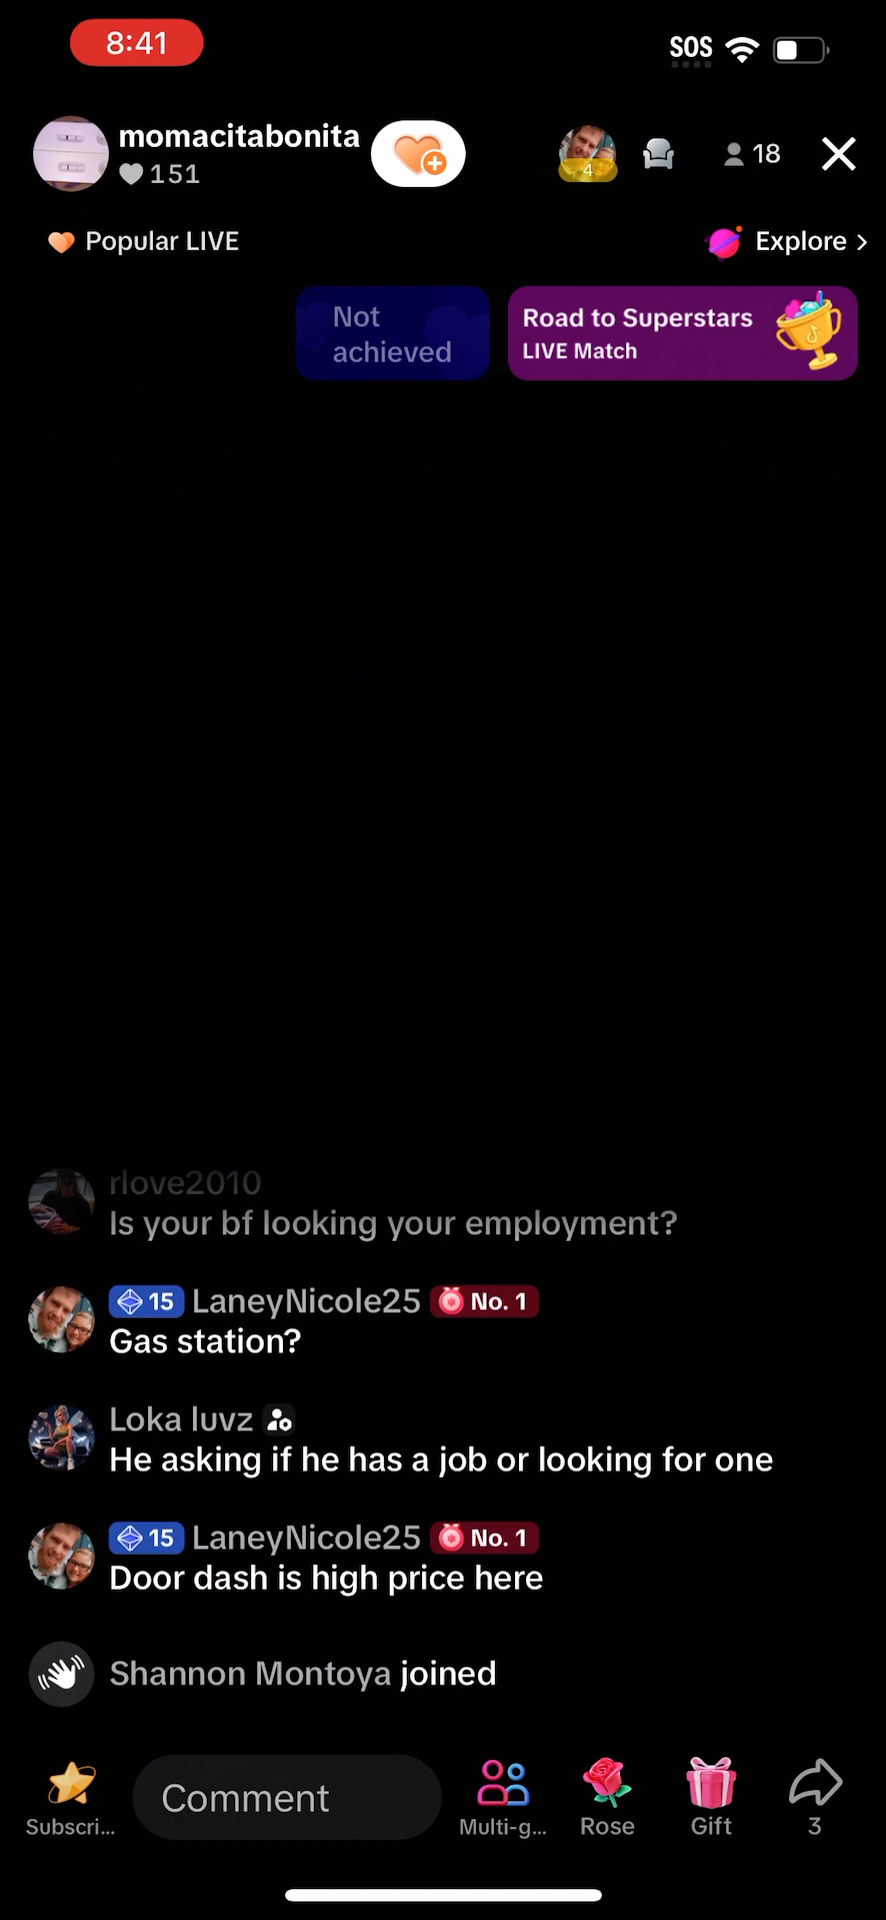 8:41
SOS
momacitabonita
151
4
18
Popular LIVE
Explore >
Not
achieved
Road to Superstars
LIVE Match
rlove2010
Is your bf looking your employment?
15 LaneyNicole25 No. 1
Gas station?
Loka luvz
He asking if he has a job or looking for one
15 LaneyNicole25 No. 1
Door dash is high price here
Shannon Montoya joined
Comment
Subscri...
Multi-g...
Rose
Gift
3